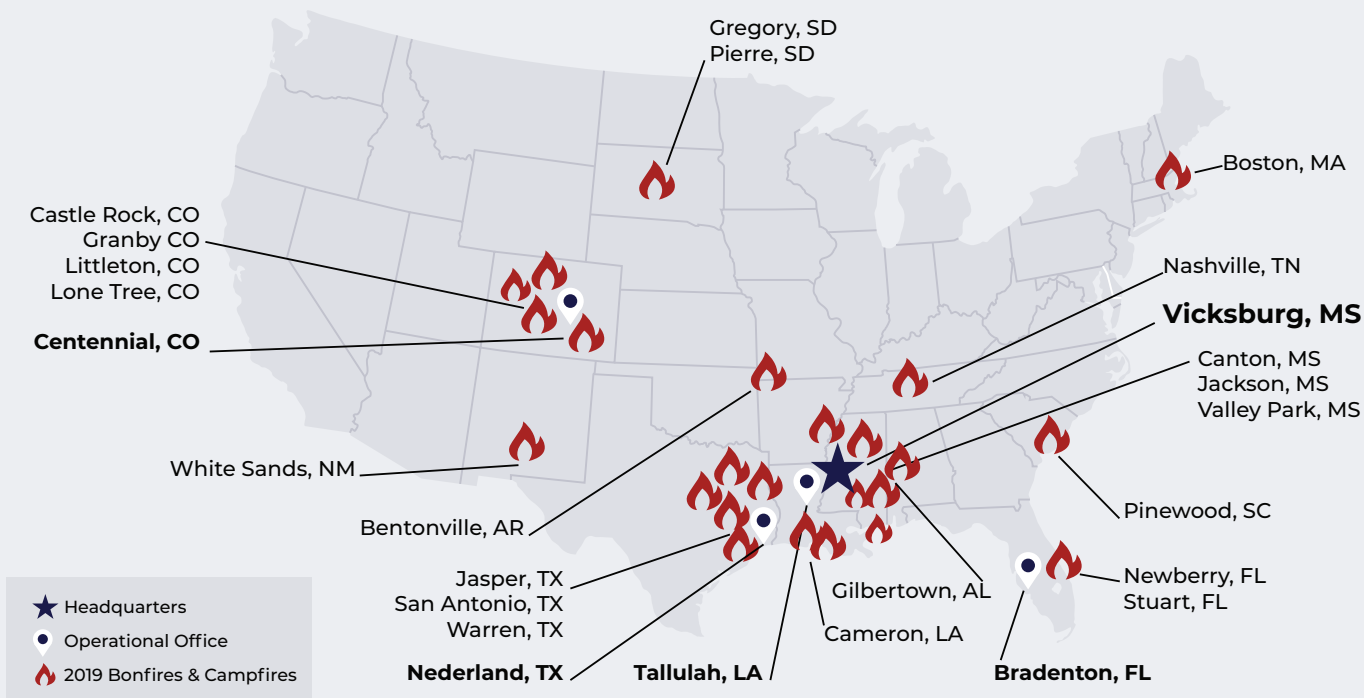 Gregory, SD
Pierre, SD
Boston, MA
Castle Rock, CO
Granby CO
Littleton, CO
Lone Tree, CO
Centennial, CO
Nashville, TN
Vicksburg, MS
Canton, MS
Jackson, MS
Valley Park, MS
White Sands, NM
Bentonville, AR
Pinewood, SC
Jasper, TX
San Antonio, TX
Warren, TX
Gilbertown, AL
Newberry, FL
Stuart, FL
Cameron, LA
Nederland, TX
Tallulah, LA
Bradenton, FL
Headquarters
Operational Office
2019 Bonfires & Campfires